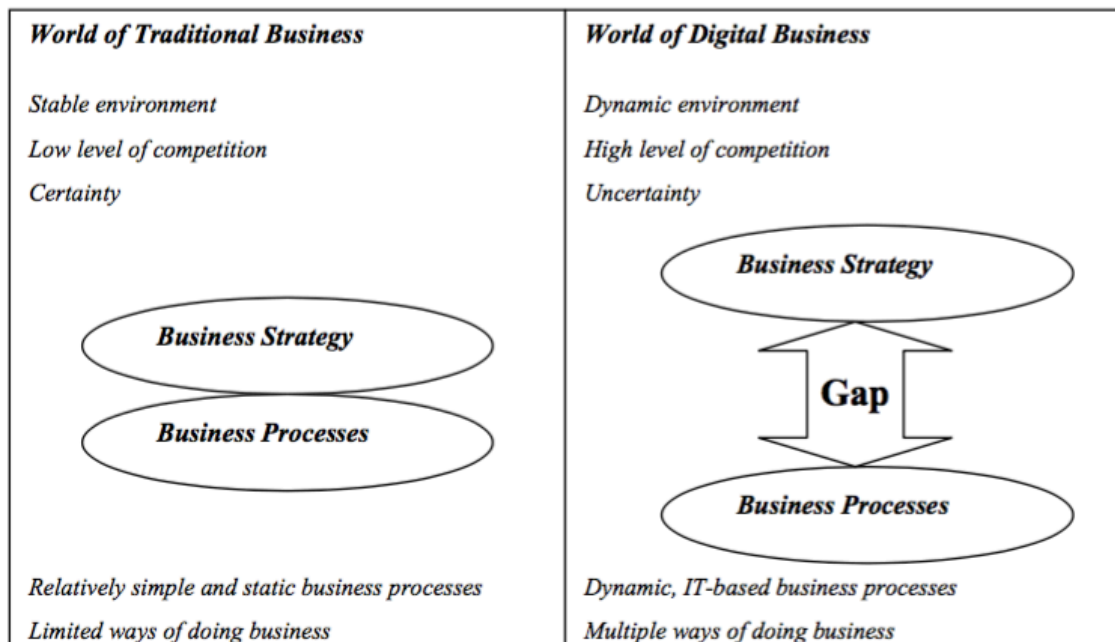 World of Traditional Business
Stable environment
Low level of competition
Certainty
Business Strategy
Business Processes
Relatively simple and static business processes
Limited ways of doing business
World of Digital Business
Dynamic environment
High level of competition
Uncertainty
Business Strategy
Gap
Business Processes
Dynamic, IT-based business processes
Multiple ways of doing business